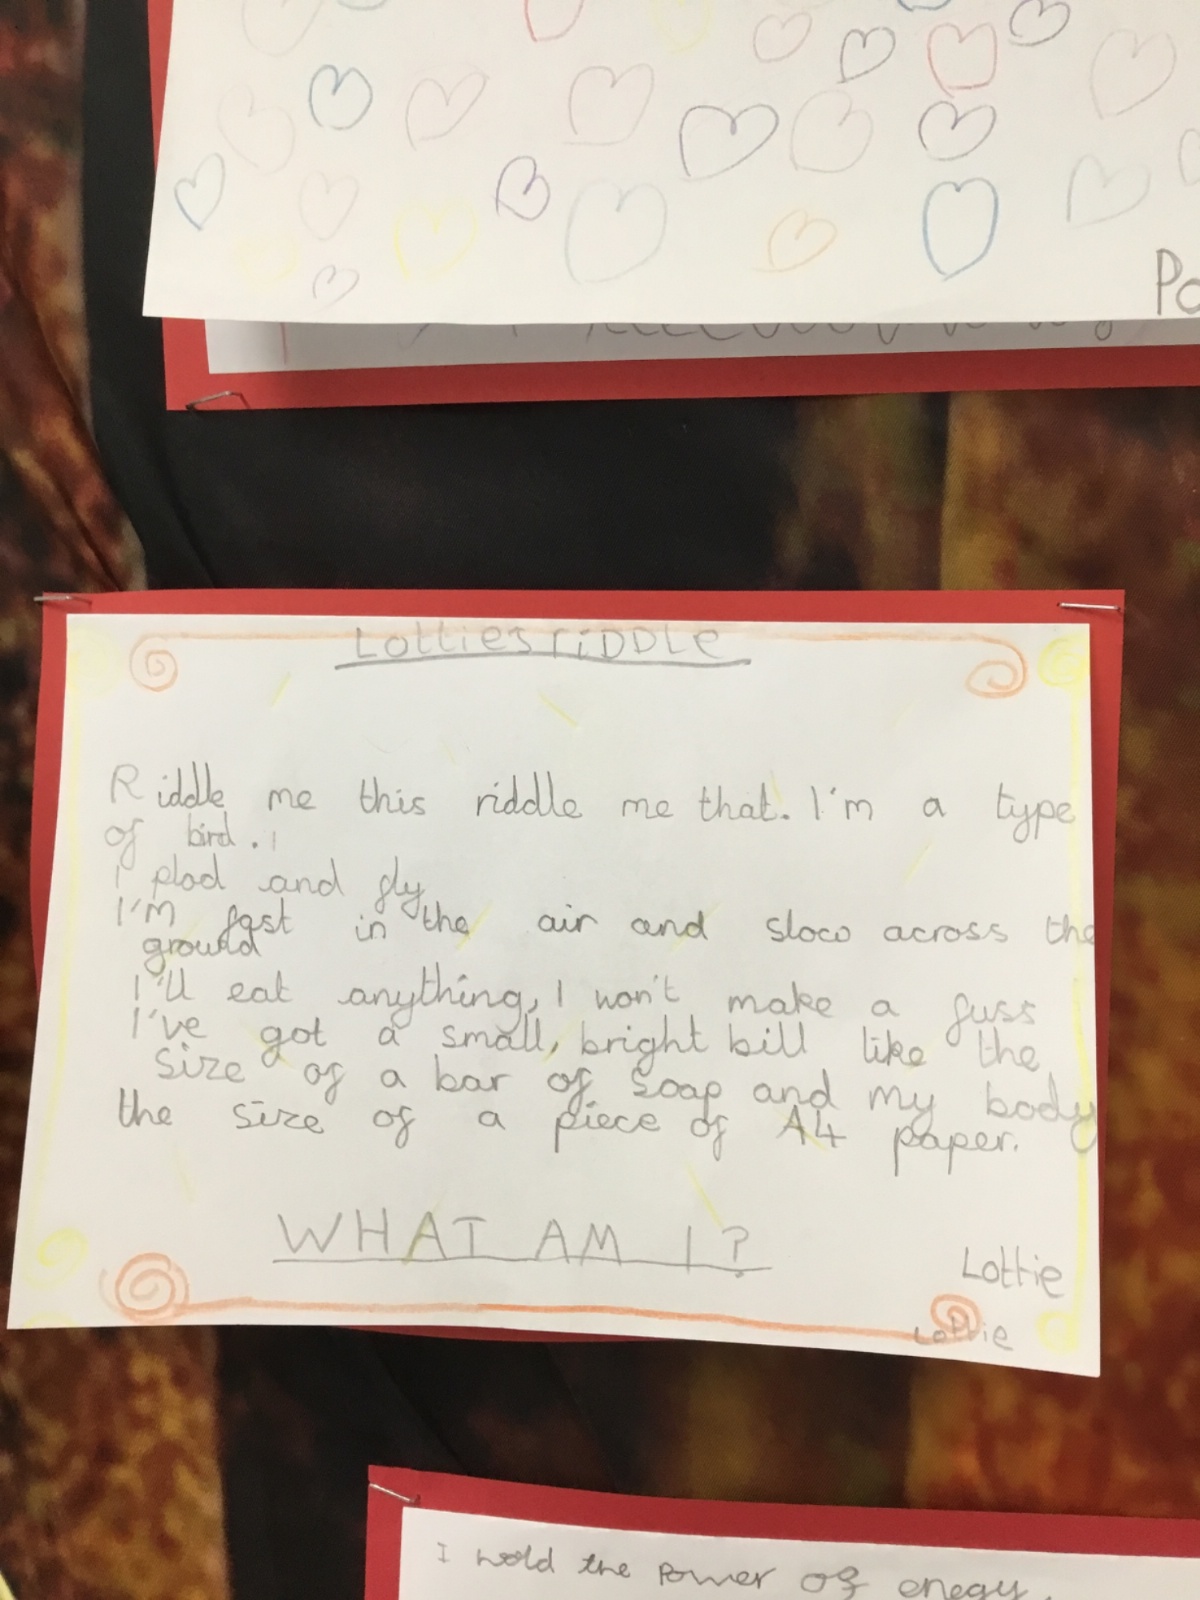 Po
Lotties riDDLe
Riddle me this riddle me that. I'm a type
of bird.
I plod and fly
I'm fast in the air and slow across the
ground
I'll eat anything, I won't make a fuss
I've got a small, bright bill like the
size of a bar of soap and my body
the size of a piece of A4 paper.
WHAT AM I?
Lottie
Lottie
I wold the Power of enegy.